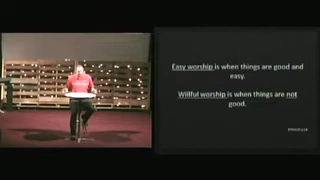 Easy worship is when things are good and
easy.
Willful worship is when things are not
good.